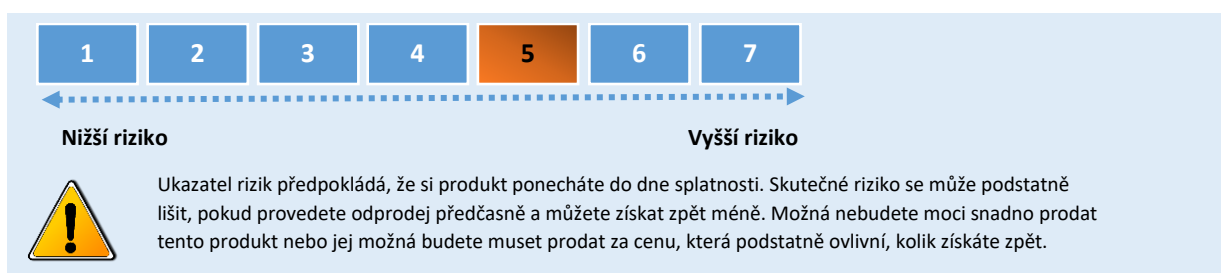 1 2 3 4 5 6 7
Nižší riziko Vyšší riziko
Ukazatel rizik předpokládá, že si produkt ponecháte do dne splatnosti. Skutečné riziko se může podstatně
lišit, pokud provedete odprodej předčasně a můžete získat zpět méně. Možná nebudete moci snadno prodat
tento produkt nebo jej možná budete muset prodat za cenu, která podstatně ovlivní, kolik získáte zpět.